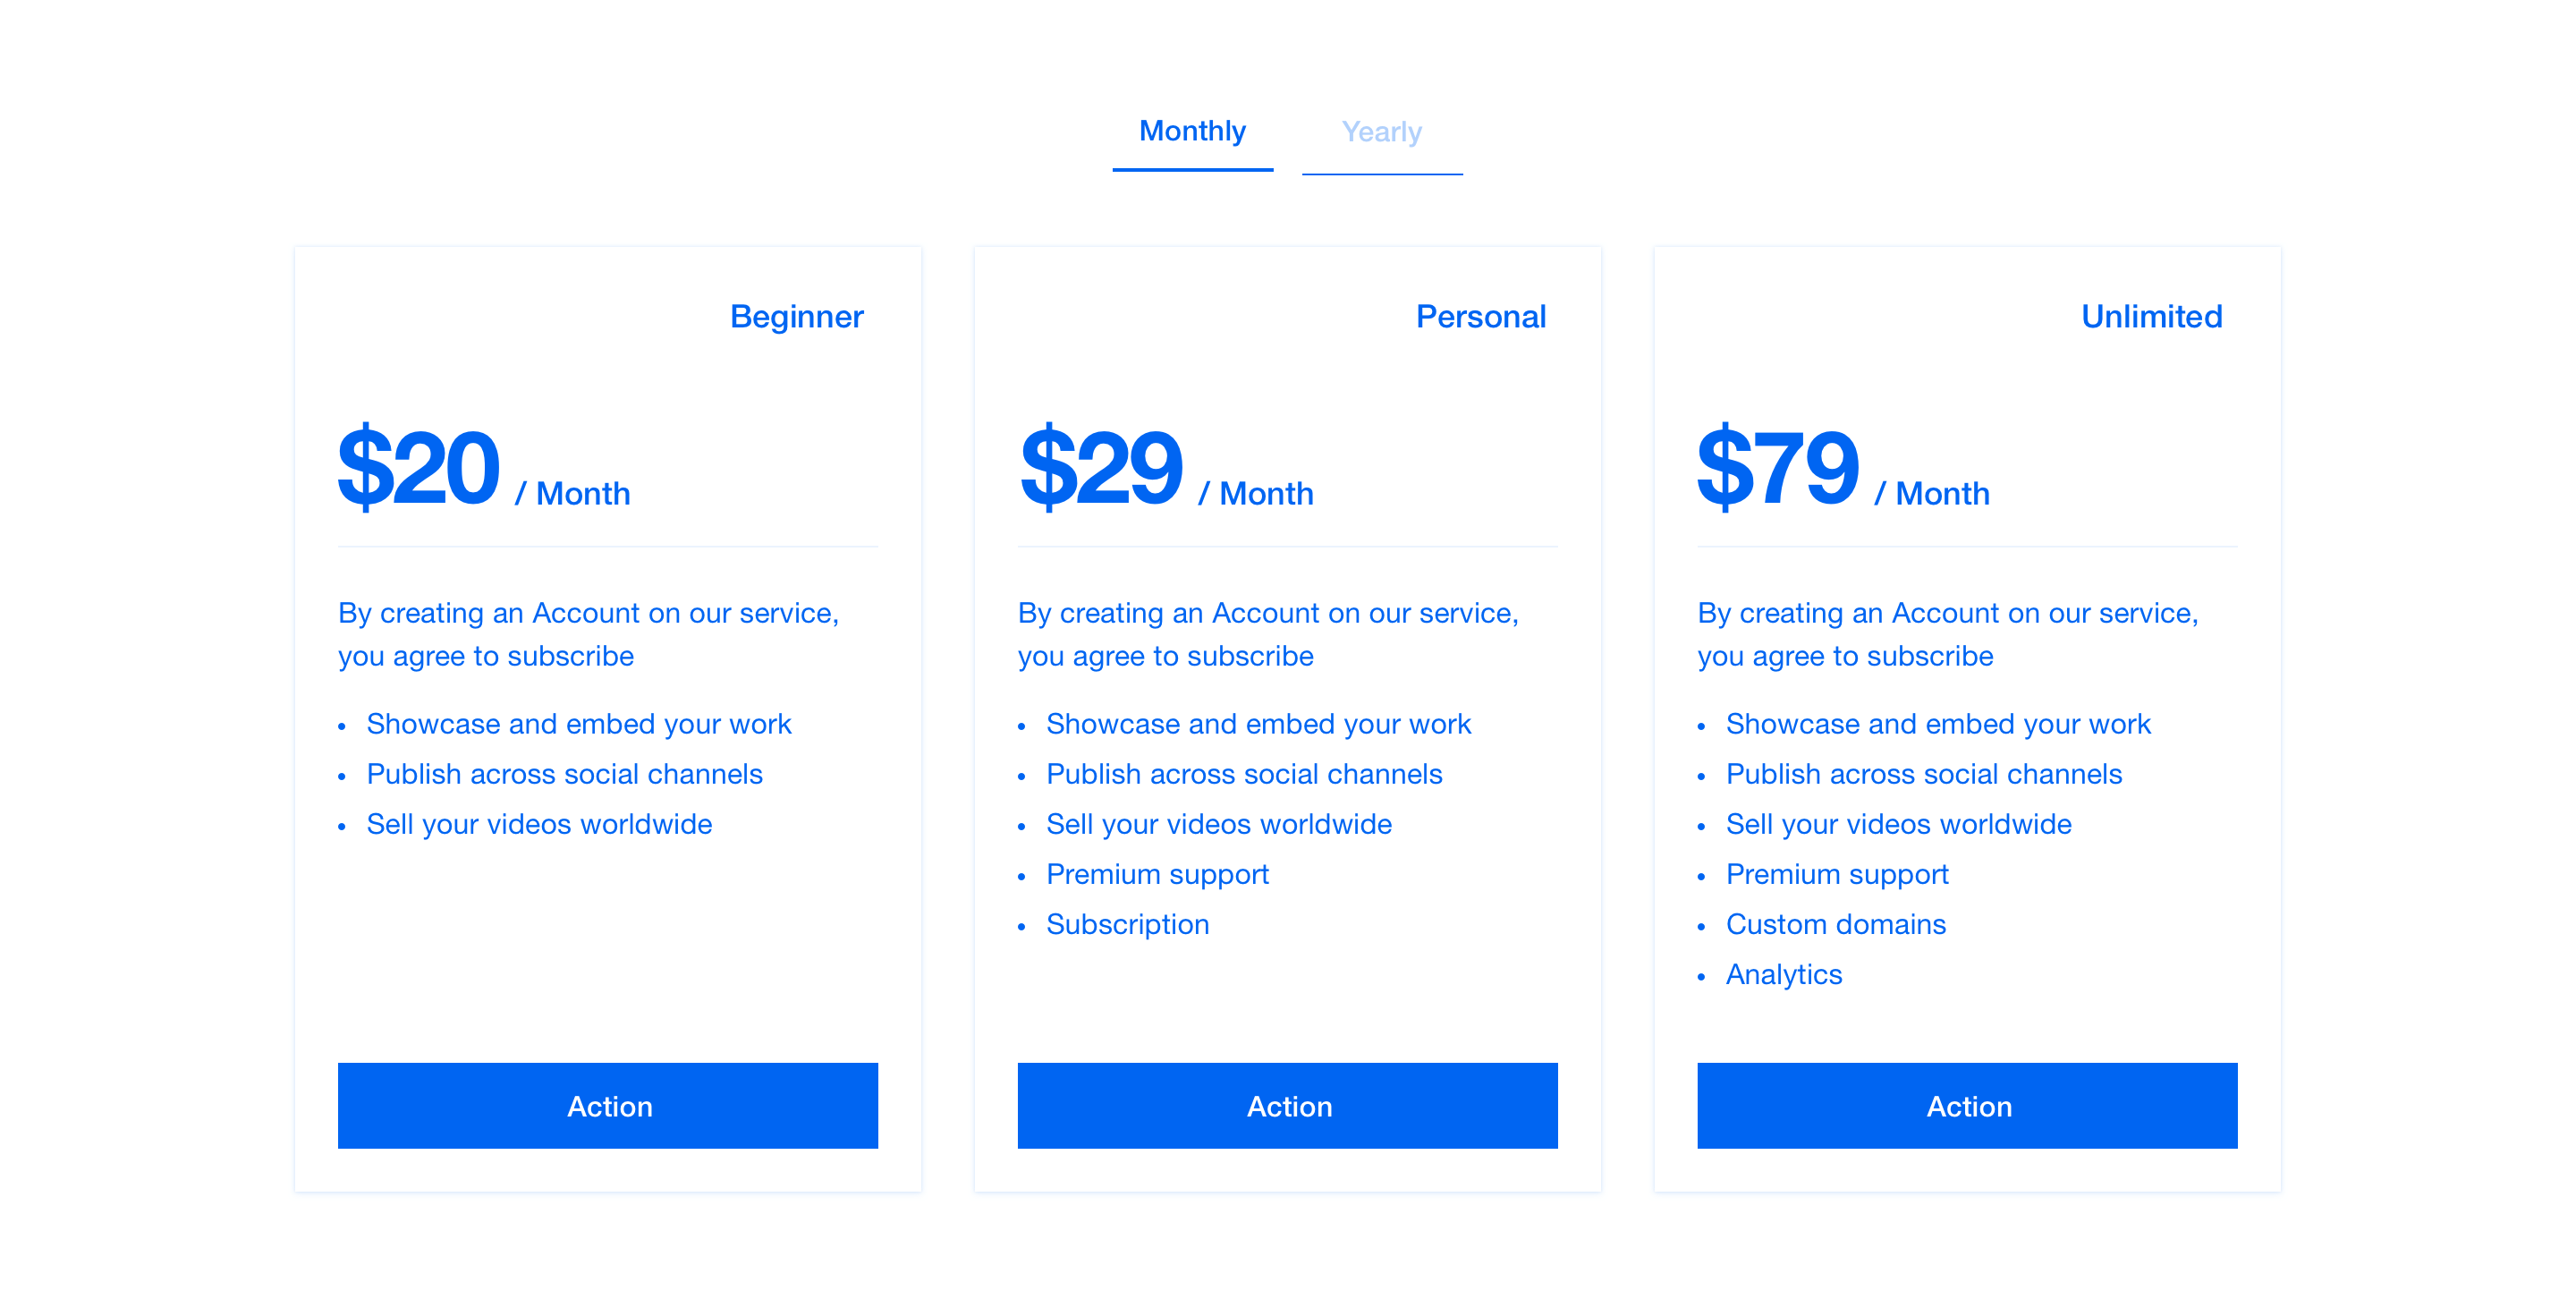 Monthly
Yearly
Beginner
$20 / Month
By creating an Account on our service,
you agree to subscribe
• Showcase and embed your work
• Publish across social channels
• Sell your videos worldwide
Action
Personal
$29 / Month
By creating an Account on our service,
you agree to subscribe
• Showcase and embed your work
• Publish across social channels
• Sell your videos worldwide
• Premium support
• Subscription
Action
Unlimited
$79 / Month
By creating an Account on our service,
you agree to subscribe
• Showcase and embed your work
• Publish across social channels
• Sell your videos worldwide
• Premium support
• Custom domains
• Analytics
Action